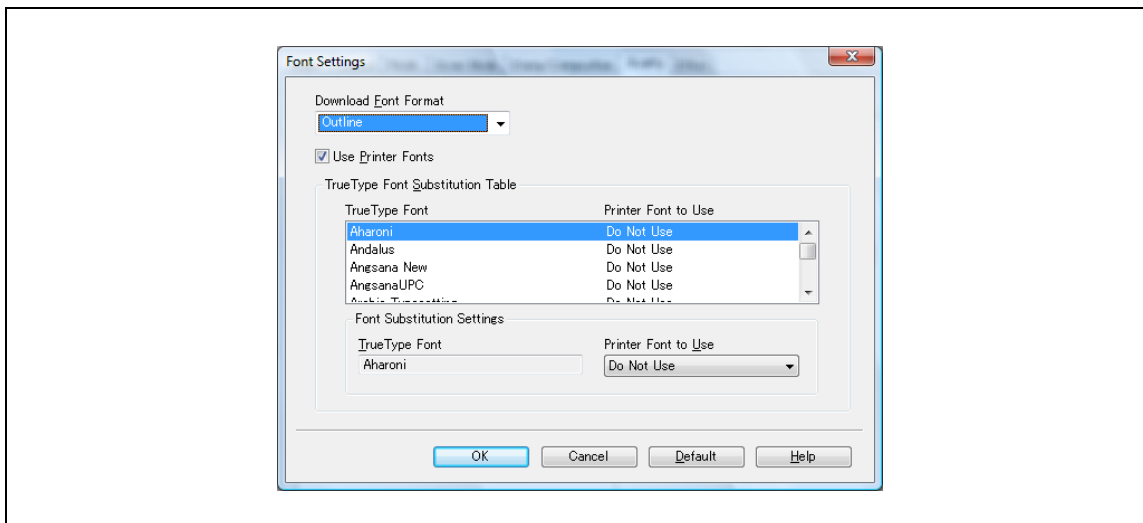 Font Settings
Download Font Format
Outline
Use Printer Fonts
TrueType Font Substitution Table
TrueType Font Printer Font to Use
Aharoni Do Not Use
Andalus Do Not Use
Angsana New Do Not Use
AngsanaUPC Do Not Use
Font Substitution Settings
TrueType Font Printer Font to Use
Aharoni Do Not Use
OK Cancel Default Help